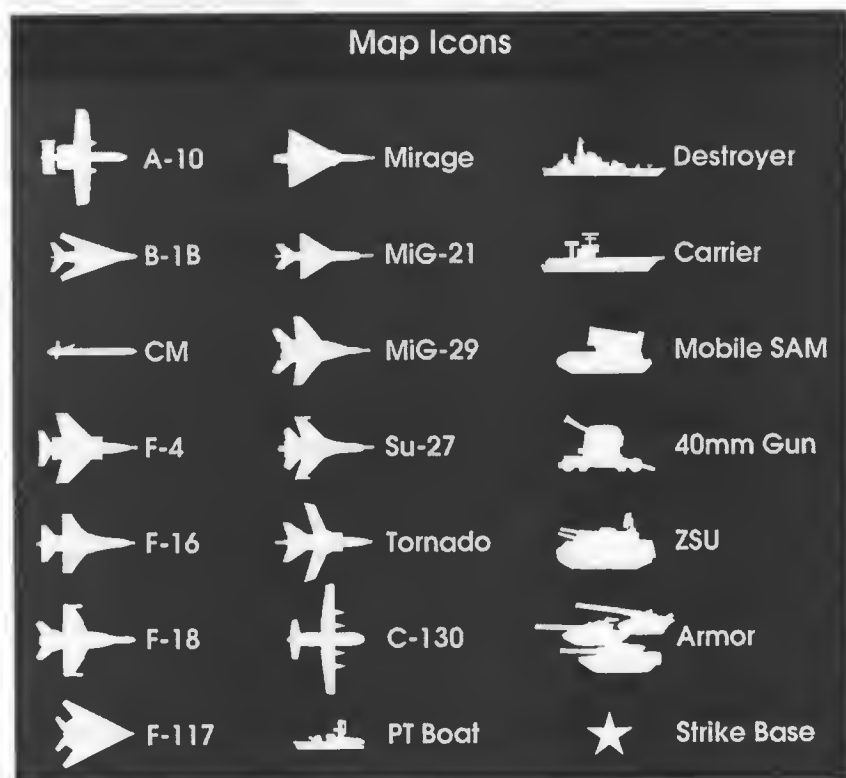 Map Icons
A-10
Mirage
Destroyer
B-1B
MiG-21
Carrier
CM
MiG-29
Mobile SAM
F-4
Su-27
40mm Gun
F-16
Tornado
ZSU
F-18
C-130
Armor
F-117
PT Boat
Strike Base